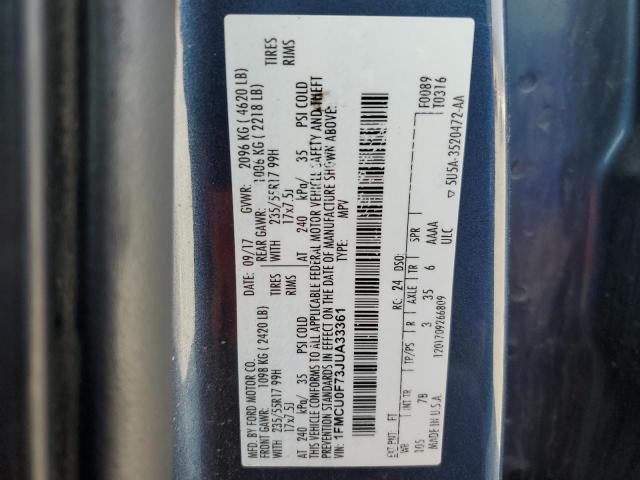 MFD BY FORD MOTOR CO.
DATE: 09/17 GVWR: 2096 KG ( 4620 LB)
FRONT GAWR: 1098 KG ( 2420 LB) REAR GAWR: 1006 KG ( 2218 LB)
WITH 235/55R17 99H TIRES WITH 235/55R17 99H TIRES
17x7.5J RIMS 17x7.5J RIMS
AT 240 kPa/ 35 PSI COLD AT 240 kPa/ 35 PSI COLD
THIS VEHICLE CONFORMS TO ALL APPLICABLE FEDERAL MOTOR VEHICLE SAFETY AND THEFT
PREVENTION STANDARDS IN EFFECT ON THE DATE OF MANUFACTURE SHOWN ABOVE.
VIN: 1FMCU0F73JUA33361 TYPE: MPV
F0089
T0316
RC: 24 DSO:
EXT PNT: FT
WB INT TR TP/PS R AXLE TR SPR
105 7B 3 35 6 AAAA
ULC
MADE IN U.S.A. 1201709266809
5U5A-3520472-AA